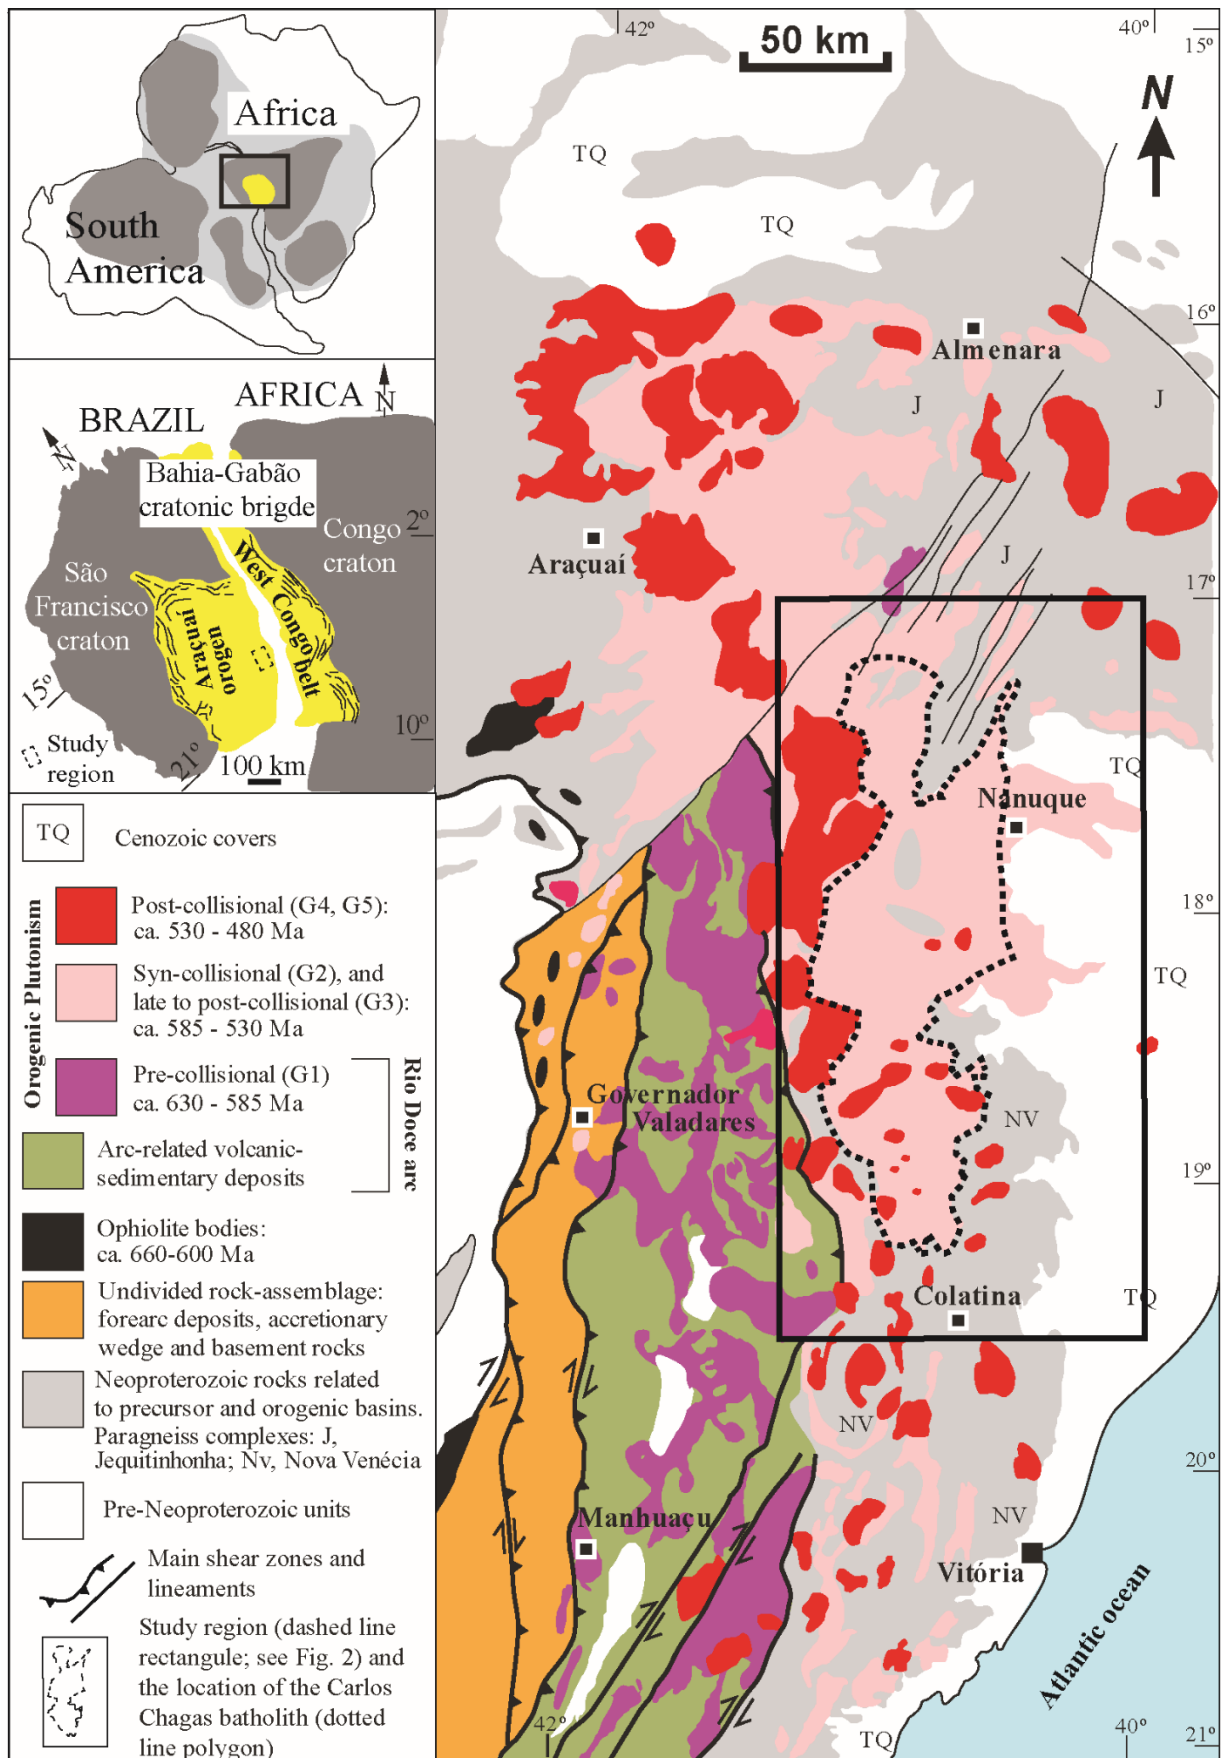 Africa
South
America
BRAZIL
AFRICA
N
N
Bahia-Gabão
cratonic brigde
Congo
craton
2º
São
Francisco
craton
West Congo belt
Araçuaí
orogen
15º
21º
10º
Study
region
100 km
TQ
Cenozoic covers
Orogenic Plutonism
Post-collisional (G4, G5):
ca. 530 - 480 Ma
Syn-collisional (G2), and
late to post-collisional (G3):
ca. 585 - 530 Ma
Pre-collisional (G1)
ca. 630 - 585 Ma
Rio Doce arc
Arc-related volcanic-
sedimentary deposits
Ophiolite bodies:
ca. 660-600 Ma
Undivided rock-assemblage:
forearc deposits, accretionary
wedge and basement rocks
Neoproterozoic rocks related
to precursor and orogenic basins.
Paragneiss complexes: J,
Jequitinhonha; Nv, Nova Venécia
Pre-Neoproterozoic units
Main shear zones and
lineaments
Study region (dashed line
rectangule; see Fig. 2) and
the location of the Carlos
Chagas batholith (dotted
line polygon)
42º
50 km
40º
15º
N
TQ
TQ
16º
Almenara
J
J
Araçuaí
J
17º
TQ
Nanuque
18º
TQ
Governador
Valadares
NV
19º
Colatina
TQ
NV
20º
Manhuaçu
NV
Vitória
Atlantic ocean
TQ
42º
40º
21º